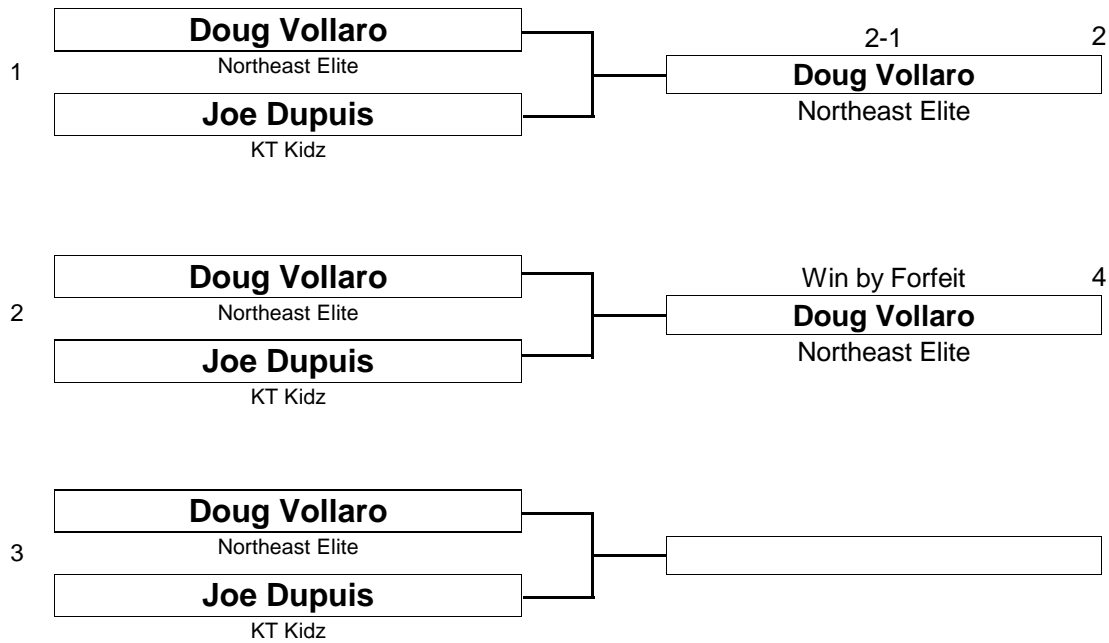 Doug Vollaro
2-1 2
1 Northeast Elite
Doug Vollaro
Joe Dupuis
Northeast Elite
KT Kidz
Doug Vollaro
Win by Forfeit 4
2 Northeast Elite
Doug Vollaro
Joe Dupuis
Northeast Elite
KT Kidz
Doug Vollaro
3 Northeast Elite
Joe Dupuis
KT Kidz